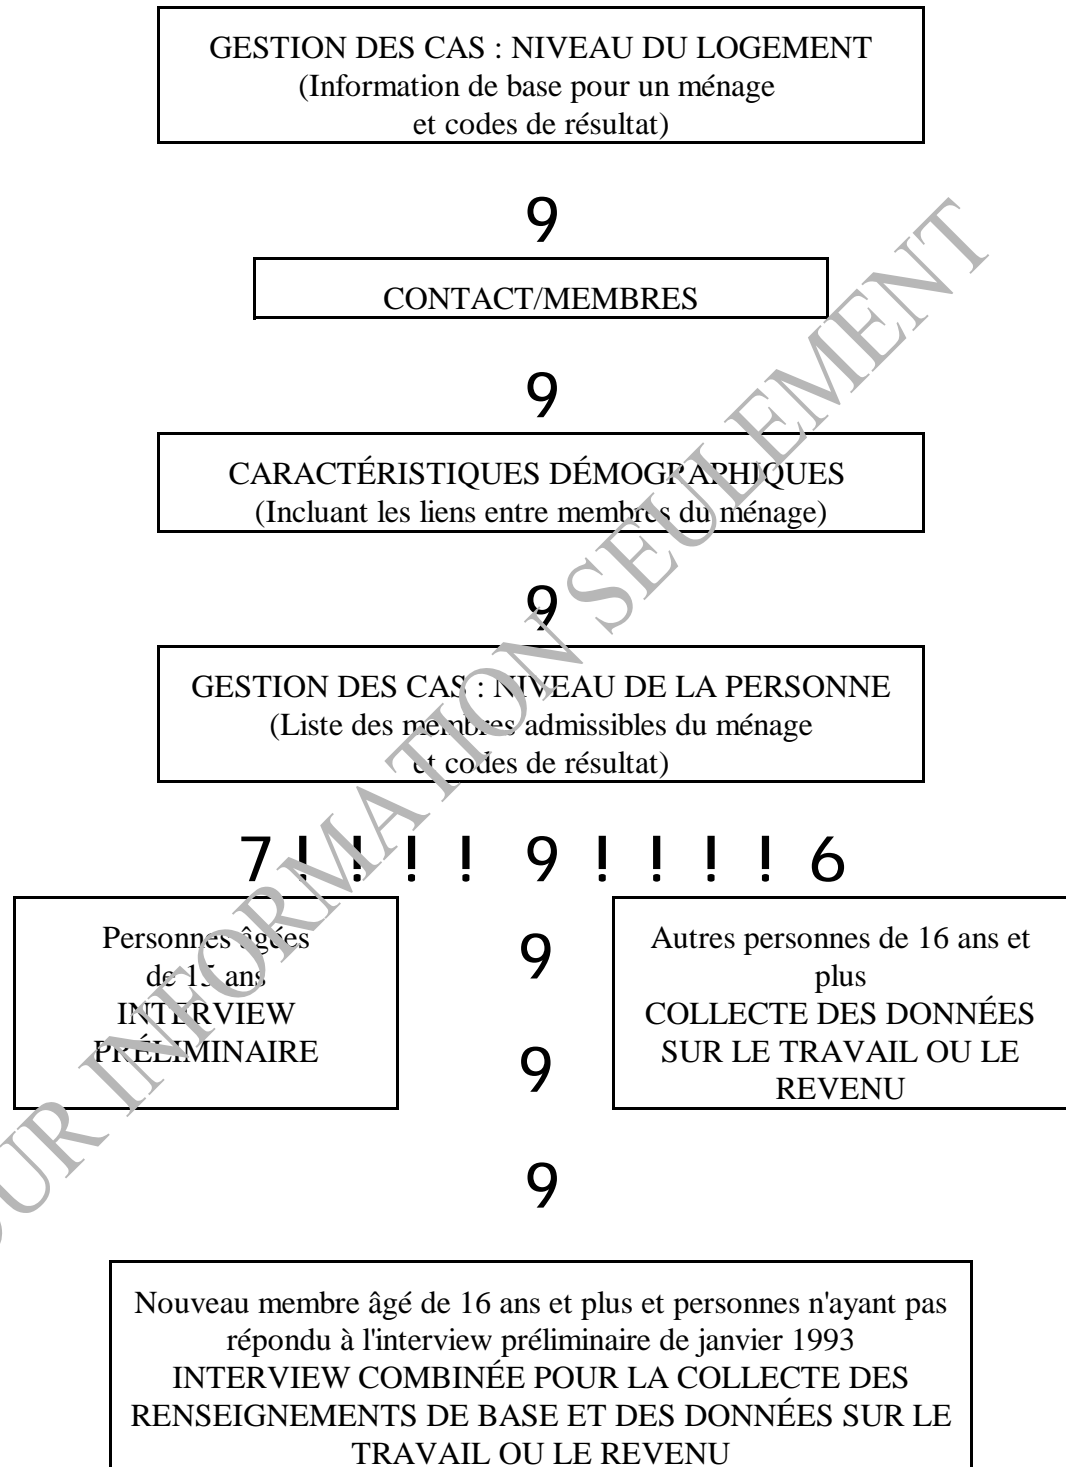 GESTION DES CAS : NIVEAU DU LOGEMENT
(Information de base pour un ménage
et codes de résultat)
9
CONTACT/MEMBRES
9
CARACTÉRISTIQUES DÉMOGRAPHIQUES
(Incluant les liens entre membres du ménage)
9
GESTION DES CAS : NIVEAU DE LA PERSONNE
(Liste des membres admissibles du ménage
et codes de résultat)
7 ! ! ! ! 9 ! ! ! ! 6
Personnes âgées
de 15 ans
INTERVIEW
PRÉLIMINAIRE
9
9
Autres personnes de 16 ans et
plus
COLLECTE DES DONNÉES
SUR LE TRAVAIL OU LE
REVENU
9
Nouveau membre âgé de 16 ans et plus et personnes n'ayant pas
répondu à l'interview préliminaire de janvier 1993
INTERVIEW COMBINÉE POUR LA COLLECTE DES
RENSEIGNEMENTS DE BASE ET DES DONNÉES SUR LE
TRAVAIL OU LE REVENU
OUR INFORMATION SEULEMENT